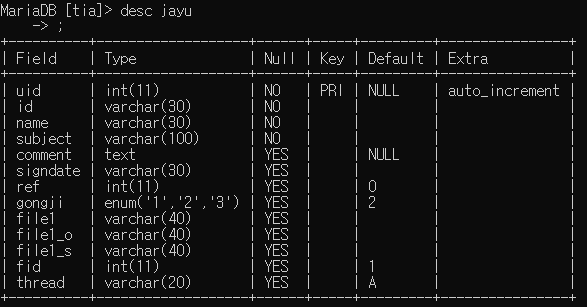 MariaDB [tia]> desc jayu
    -> ;
+----------+-------------------+------+-----+---------+----------------+
| Field    | Type              | Null | Key | Default | Extra          |
+----------+-------------------+------+-----+---------+----------------+
| uid      | int(11)           | NO   | PRI | NULL    | auto_increment |
| id       | varchar(30)       | NO   |     |         |                |
| name     | varchar(30)       | NO   |     |         |                |
| subject  | varchar(100)      | NO   |     |         |                |
| comment  | text              | YES  |     | NULL    |                |
| signdate | varchar(30)       | YES  |     |         |                |
| ref      | int(11)           | YES  |     | 0       |                |
| gongji   | enum('1','2','3') | YES  |     | 2       |                |
| file1    | varchar(40)       | YES  |     |         |                |
| file1_o  | varchar(40)       | YES  |     |         |                |
| file1_s  | varchar(40)       | YES  |     |         |                |
| fid      | int(11)           | YES  |     | 1       |                |
| thread   | varchar(20)       | YES  |     | A       |                |
+----------+-------------------+------+-----+---------+----------------+